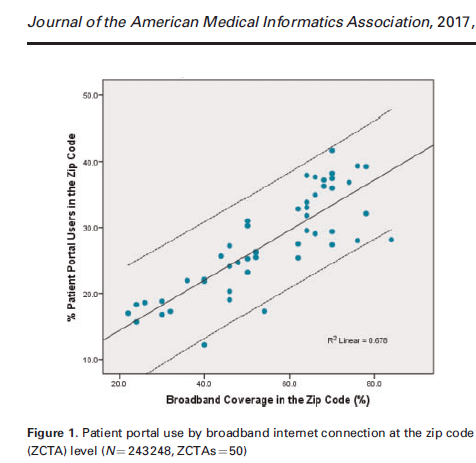 Journal of the American Medical Informatics Association, 2017,
50.0
40.0
30.0
20.0
10.0
% Patient Portal Users in the Zip Code
R2 Linear = 0.678
20.0 40.0 60.0 80.0
Broadband Coverage in the Zip Code (%)
Figure 1. Patient portal use by broadband internet connection at the zip code
(ZCTA) level (N=243248, ZCTAs=50)